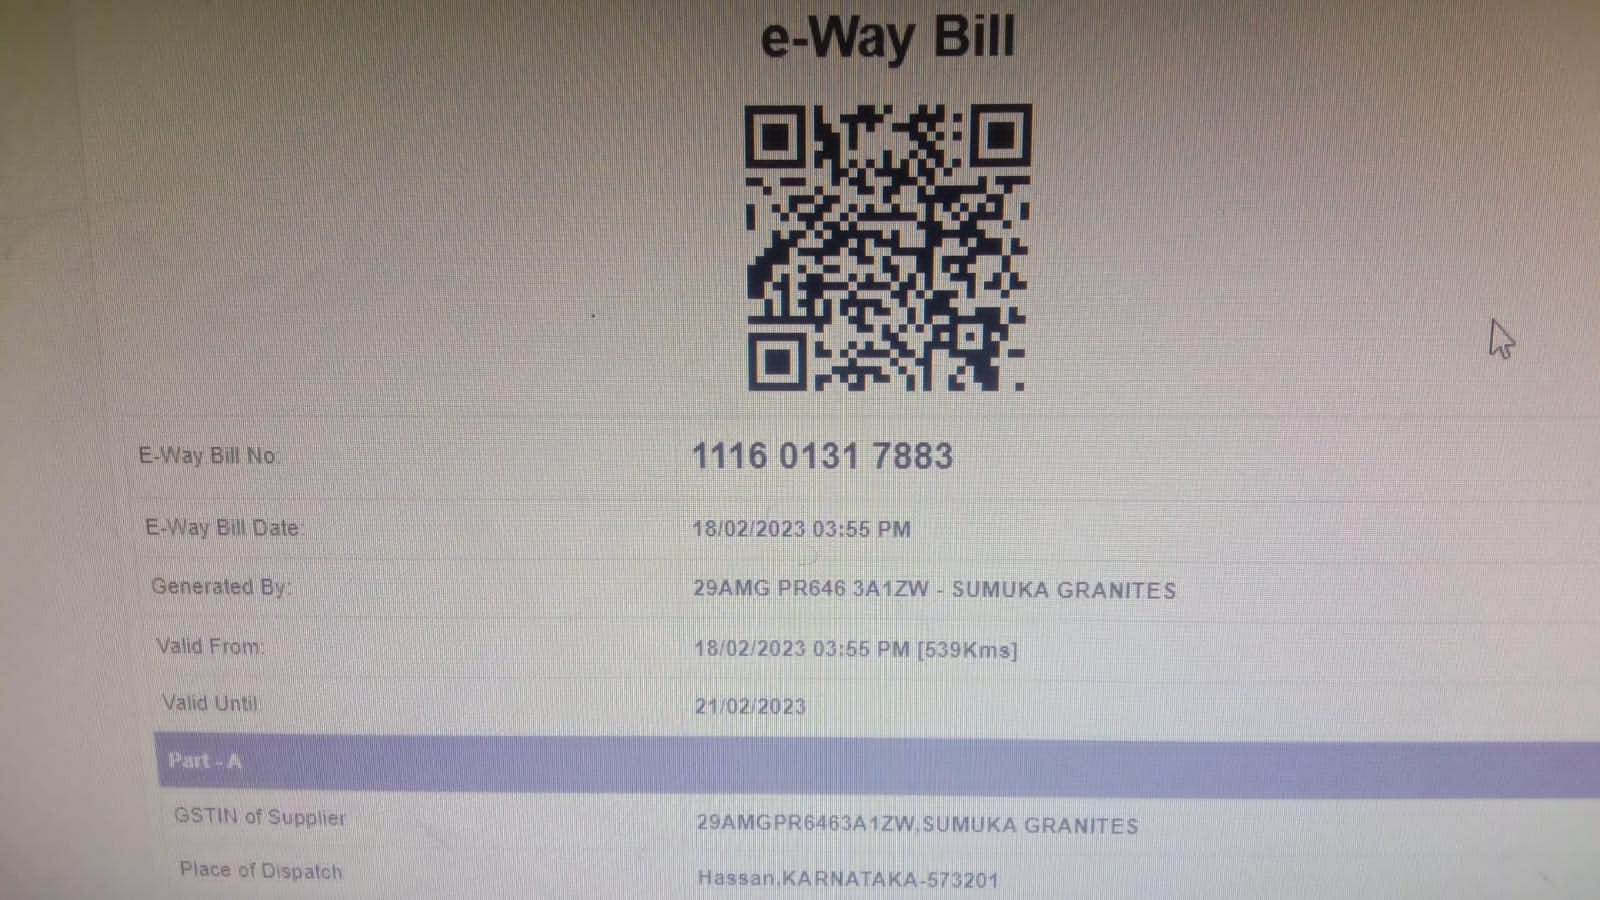 e-Way Bill
E-Way Bill No: 1116 0131 7883
E-Way Bill Date: 18/02/2023 03:55 PM
Generated By: 29AMG PR646 3A1ZW - SUMUKA GRANITES
Valid From: 18/02/2023 03:55 PM [539Kms]
Valid Until: 21/02/2023
Part - A
GSTIN of Supplier 29AMGPR6463A1ZW,SUMUKA GRANITES
Place of Dispatch Hassan,KARNATAKA-573201